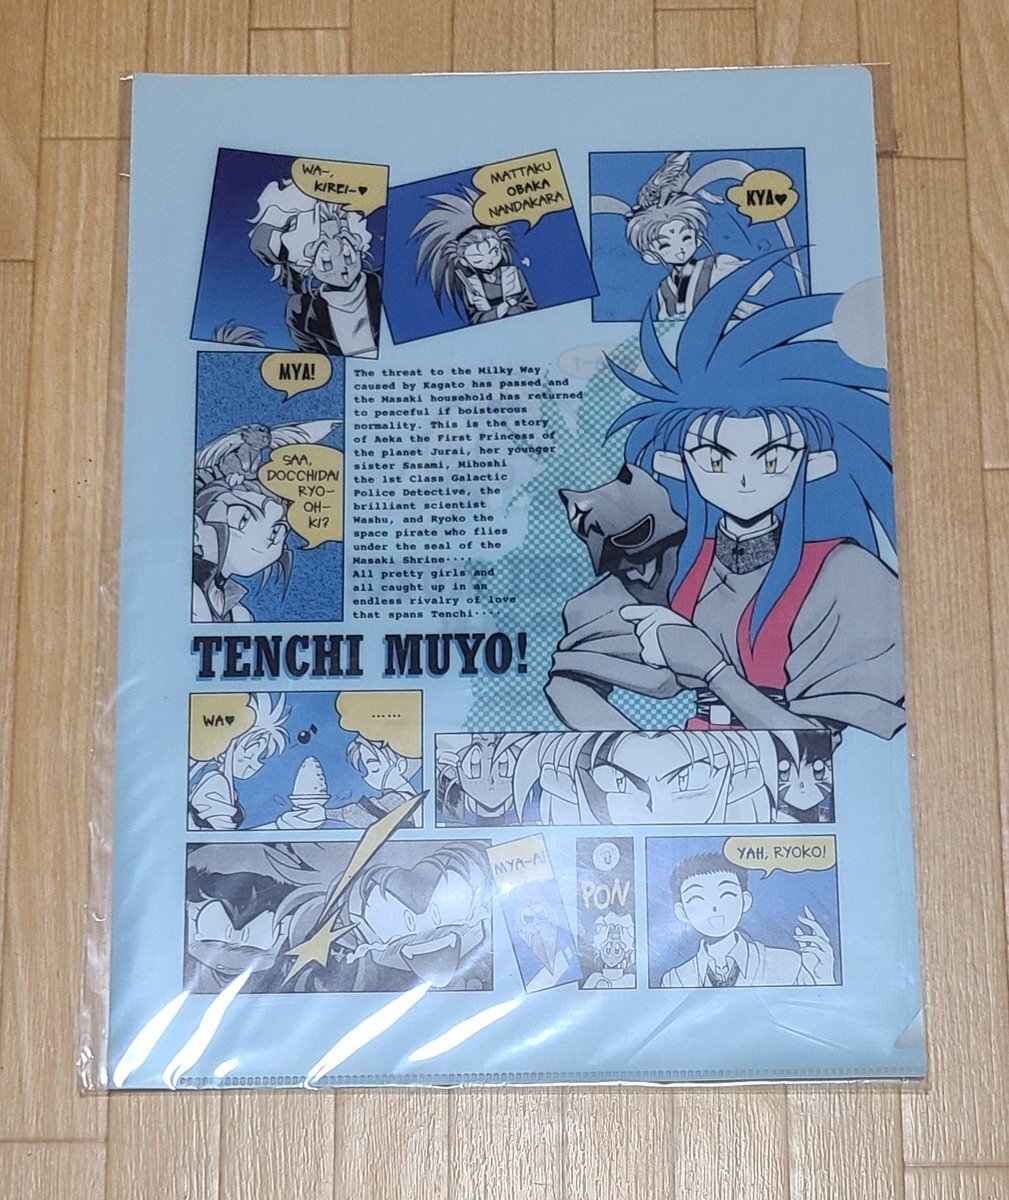 WA-,
KIREI-♥
MATTAKU
OBAKA
NANDAKARA
KYA♥
MYA!
SAA,
DOCCHIDAI
RYO-
OH-
KI?
The threat to the Milky Way
caused by Kagato has passed and
the Masaki household has returned
to peaceful if boisterous
normality. This is the story
of Aeka the First Princess of
the planet Jurai, her younger
sister Sasami, Mihoshi
the 1st Class Galactic
Police Detective, the
brilliant scientist
Washu, and Ryoko the
space pirate who flies
under the seal of the
Masaki Shrine····
All pretty girls and
all caught up in an
endless rivalry of love
that spans Tenchi····
TENCHI MUYO!
WA♥
······
MYA-A!
PON
YAH, RYOKO!